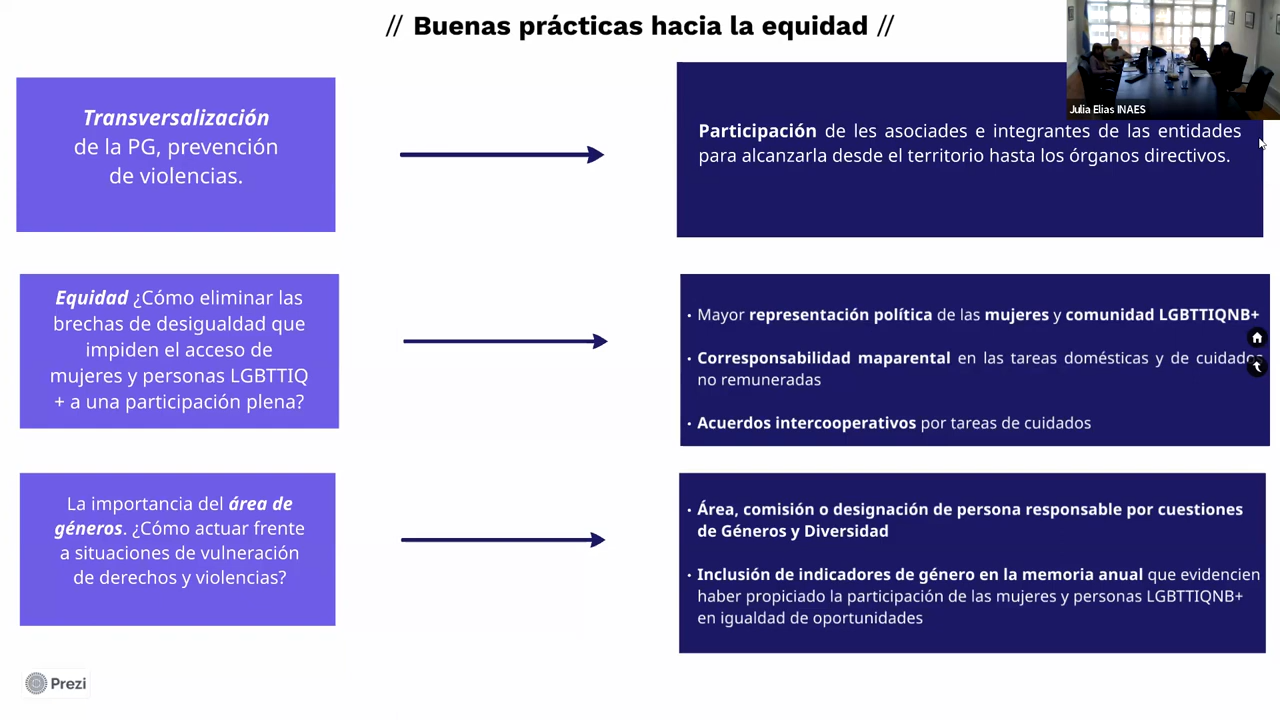 // Buenas prácticas hacia la equidad //
Julia Elias INAES
Transversalización
de la PG, prevención
de violencias.
Participación de les asociades e integrantes de las entidades
para alcanzarla desde el territorio hasta los órganos directivos.
Equidad ¿Cómo eliminar las
brechas de desigualdad que
impiden el acceso de
mujeres y personas LGBTTIQ
+ a una participación plena?
· Mayor representación política de las mujeres y comunidad LGBTTIQNB+
· Corresponsabilidad maparental en las tareas domésticas y de cuidados
no remuneradas
· Acuerdos intercooperativos por tareas de cuidados
La importancia del área de
géneros. ¿Cómo actuar frente
a situaciones de vulneración
de derechos y violencias?
· Área, comisión o designación de persona responsable por cuestiones
de Géneros y Diversidad
· Inclusión de indicadores de género en la memoria anual que evidencien
haber propiciado la participación de las mujeres y personas LGBTTIQNB+
en igualdad de oportunidades
Prezi